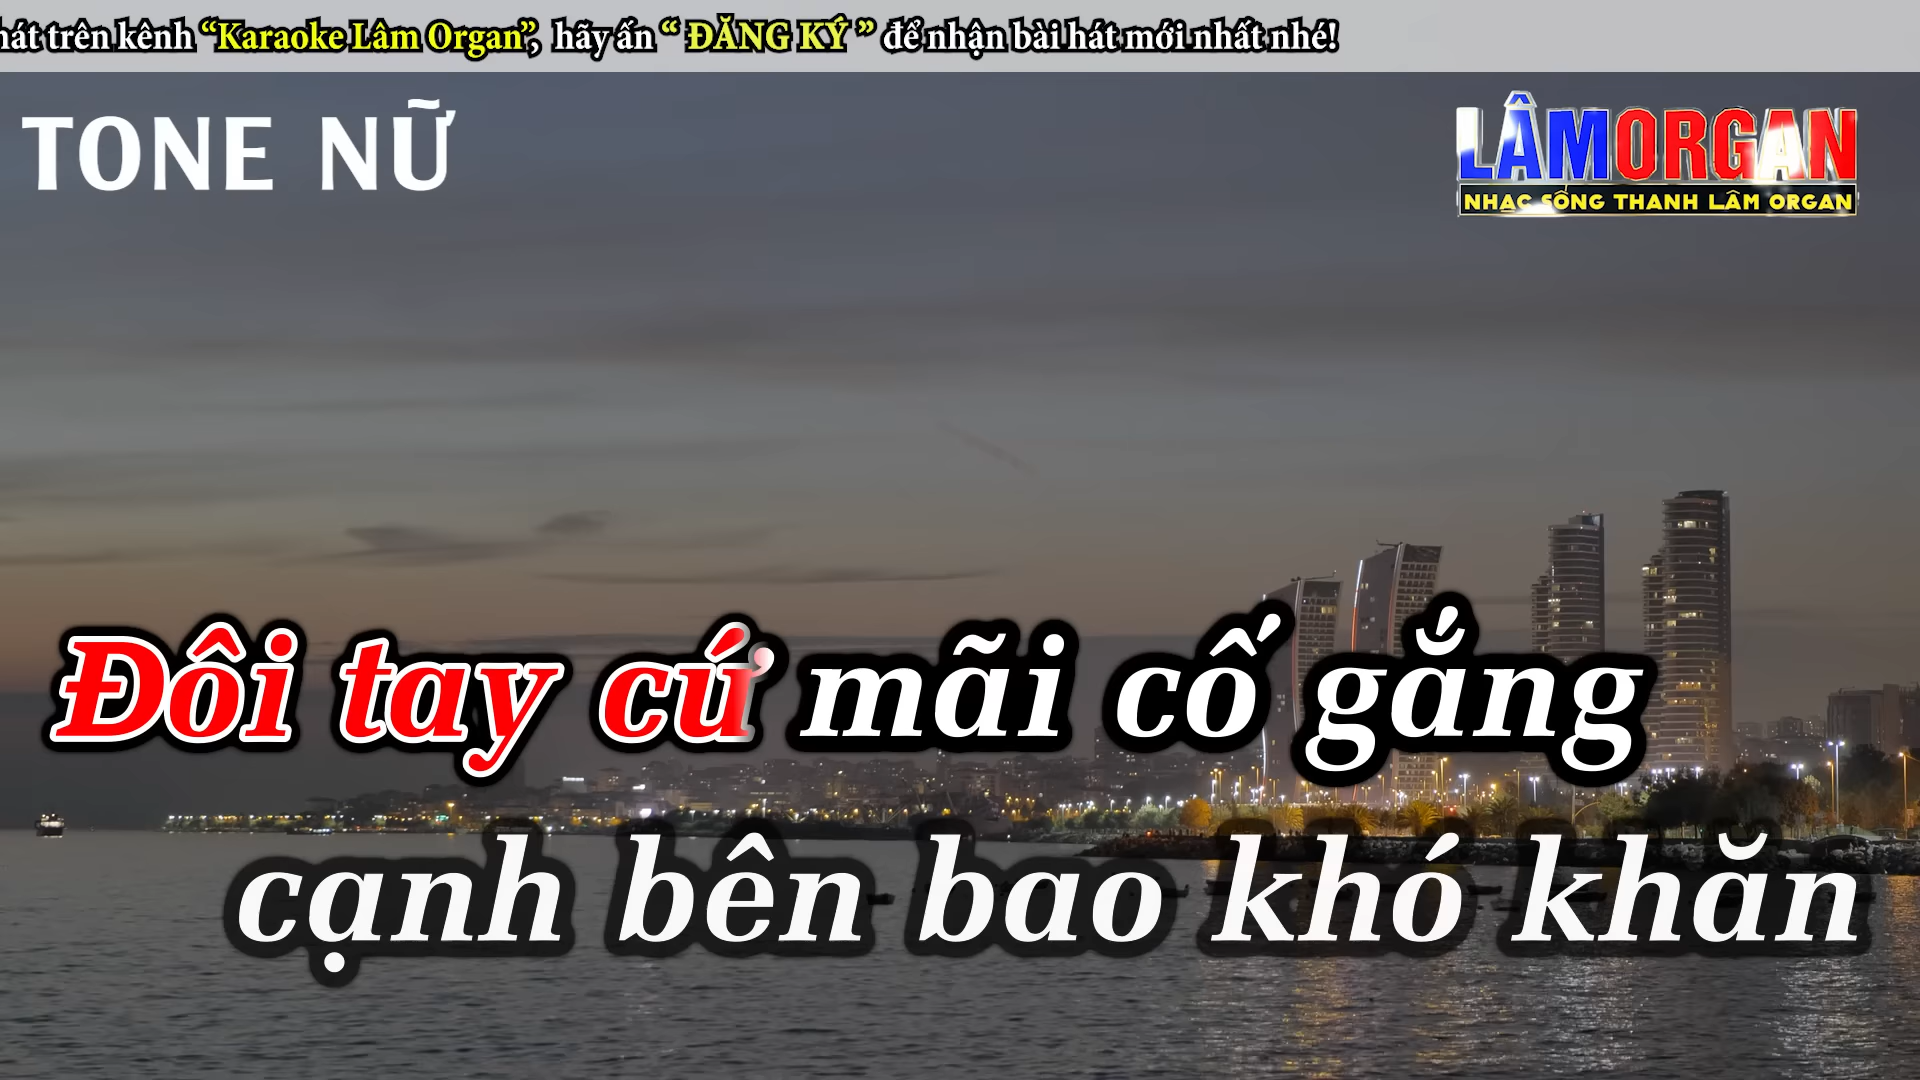 hát trên kênh “Karaoke Lâm Organ”, hãy ấn “ ĐĂNG KÝ ” để nhận bài hát mới nhất nhé!
TONE NỮ
LÂMORGAN
NHẠC SỐNG THANH LÂM ORGAN
Đôi tay cứ mãi cố gắng
cạnh bên bao khó khăn